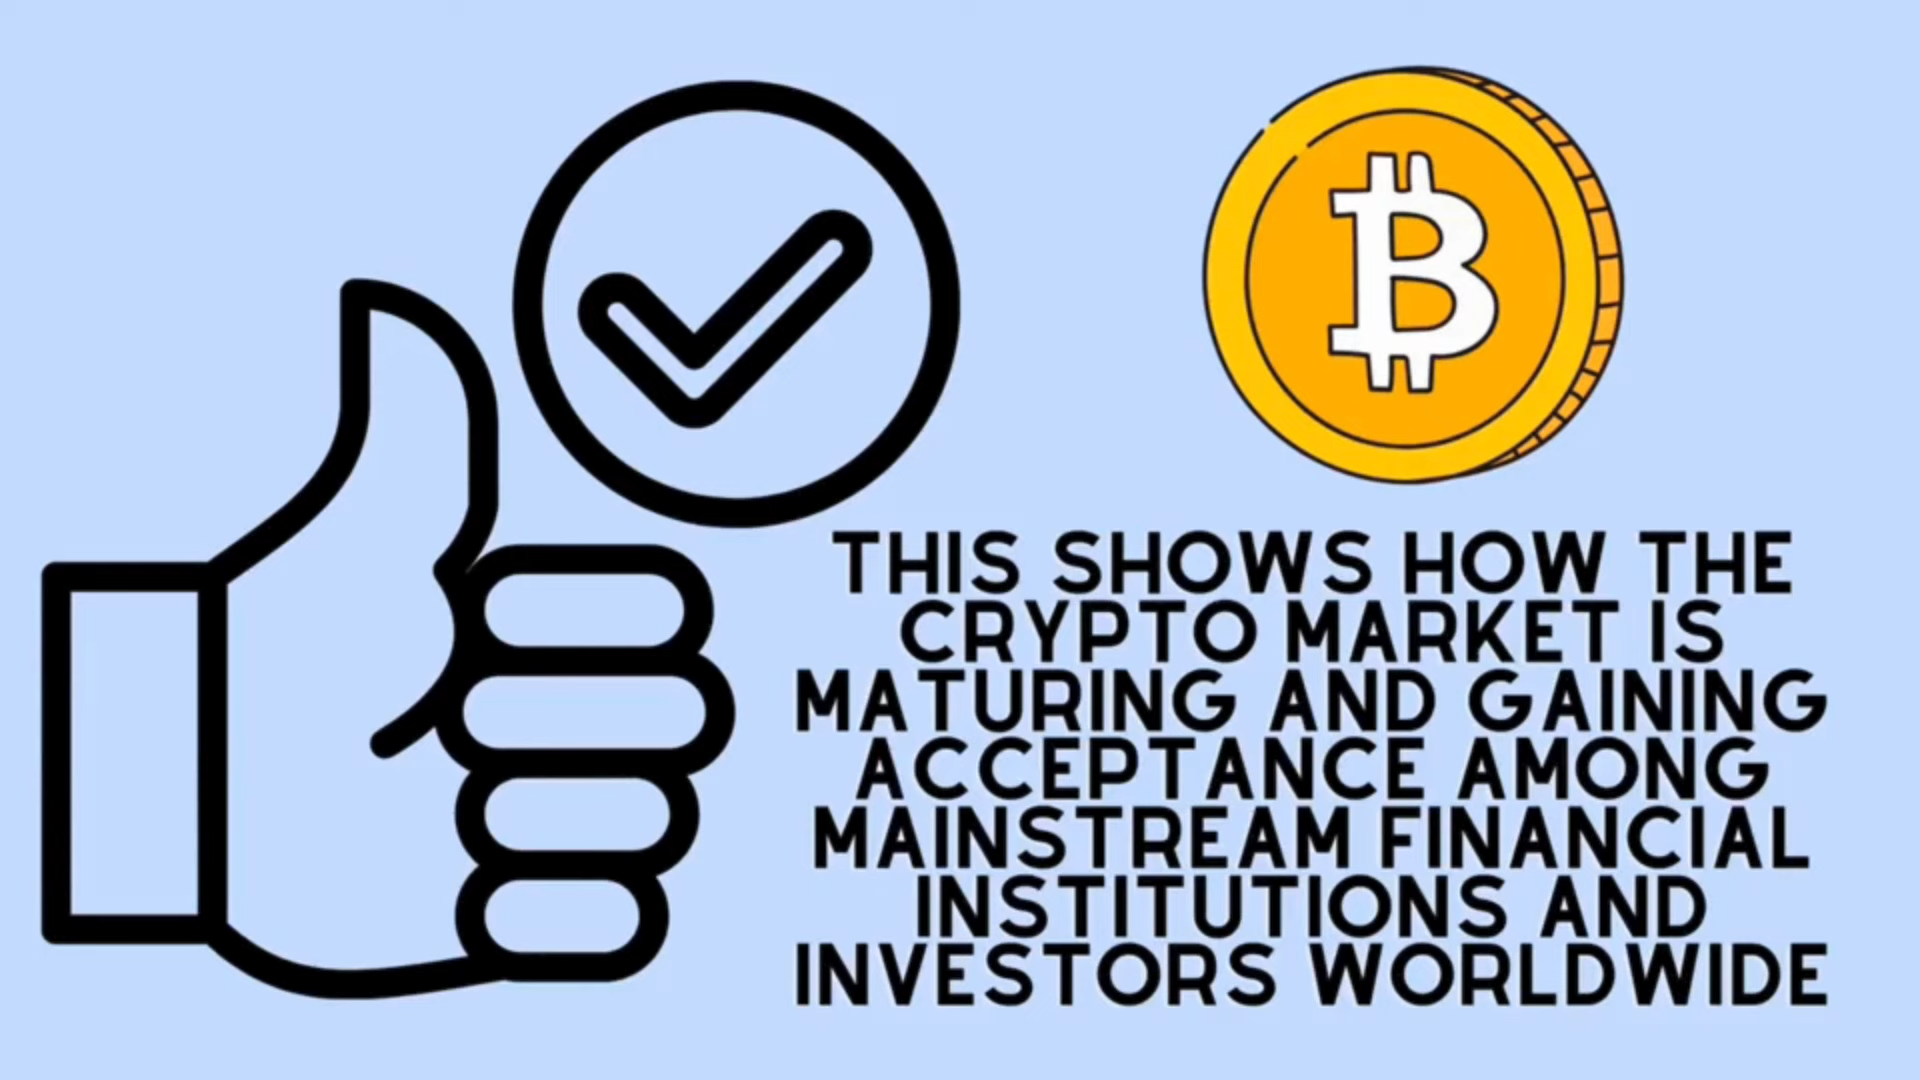 THIS SHOWS HOW THE
CRYPTO MARKET IS
MATURING AND GAINING
ACCEPTANCE AMONG
MAINSTREAM FINANCIAL
INSTITUTIONS AND
INVESTORS WORLDWIDE